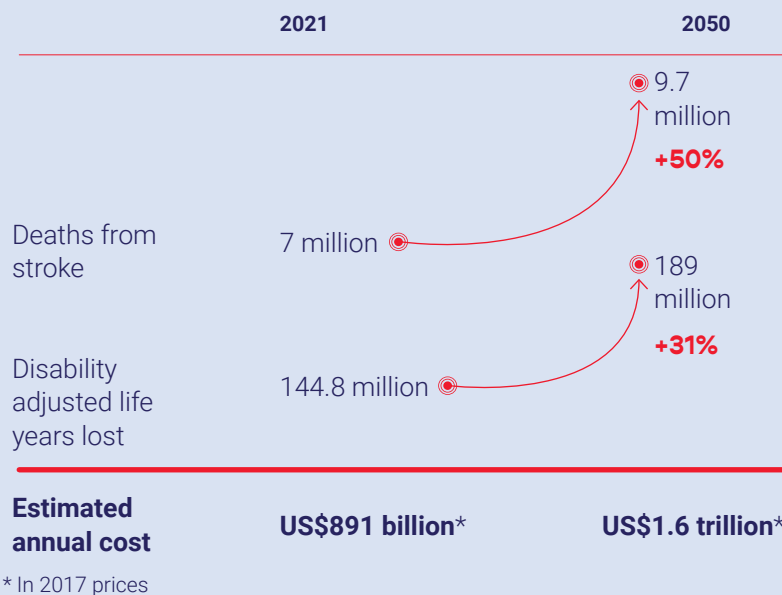 2021
2050
9.7
million
+50%
Deaths from
stroke
7 million
189
million
+31%
Disability
adjusted life
years lost
144.8 million
Estimated
annual cost
US$891 billion*
US$1.6 trillion*
* In 2017 prices